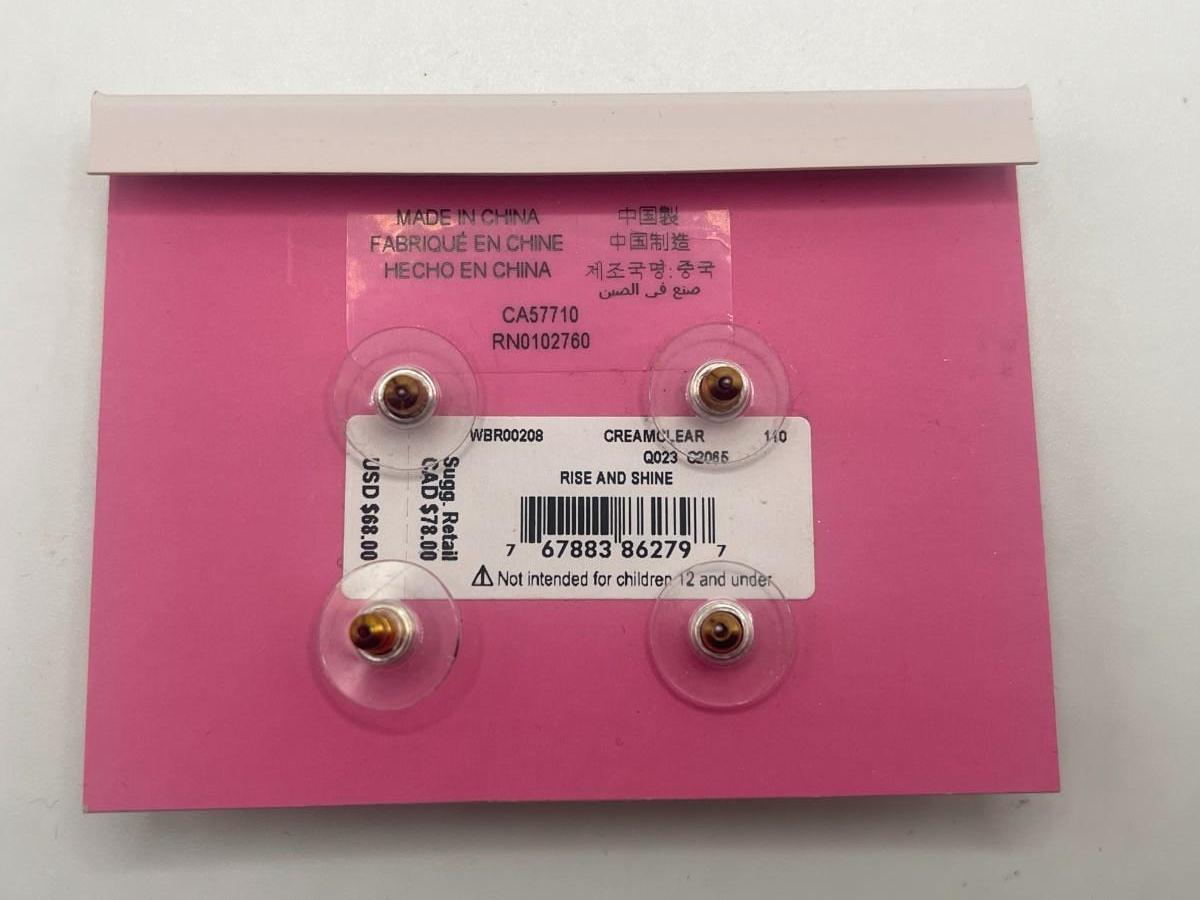 MADE IN CHINA
FABRIQUÉ EN CHINE
HECHO EN CHINA
中国製
中国制造
제조국명: 중국
صنع في الصين
CA57710
RN0102760
WBR00208 CREAMCLEAR 110
Q023 C2065
RISE AND SHINE
7 67883 86279 7
Not intended for children 12 and under
Sugg. Retail
CAD $78.00
USD $68.00